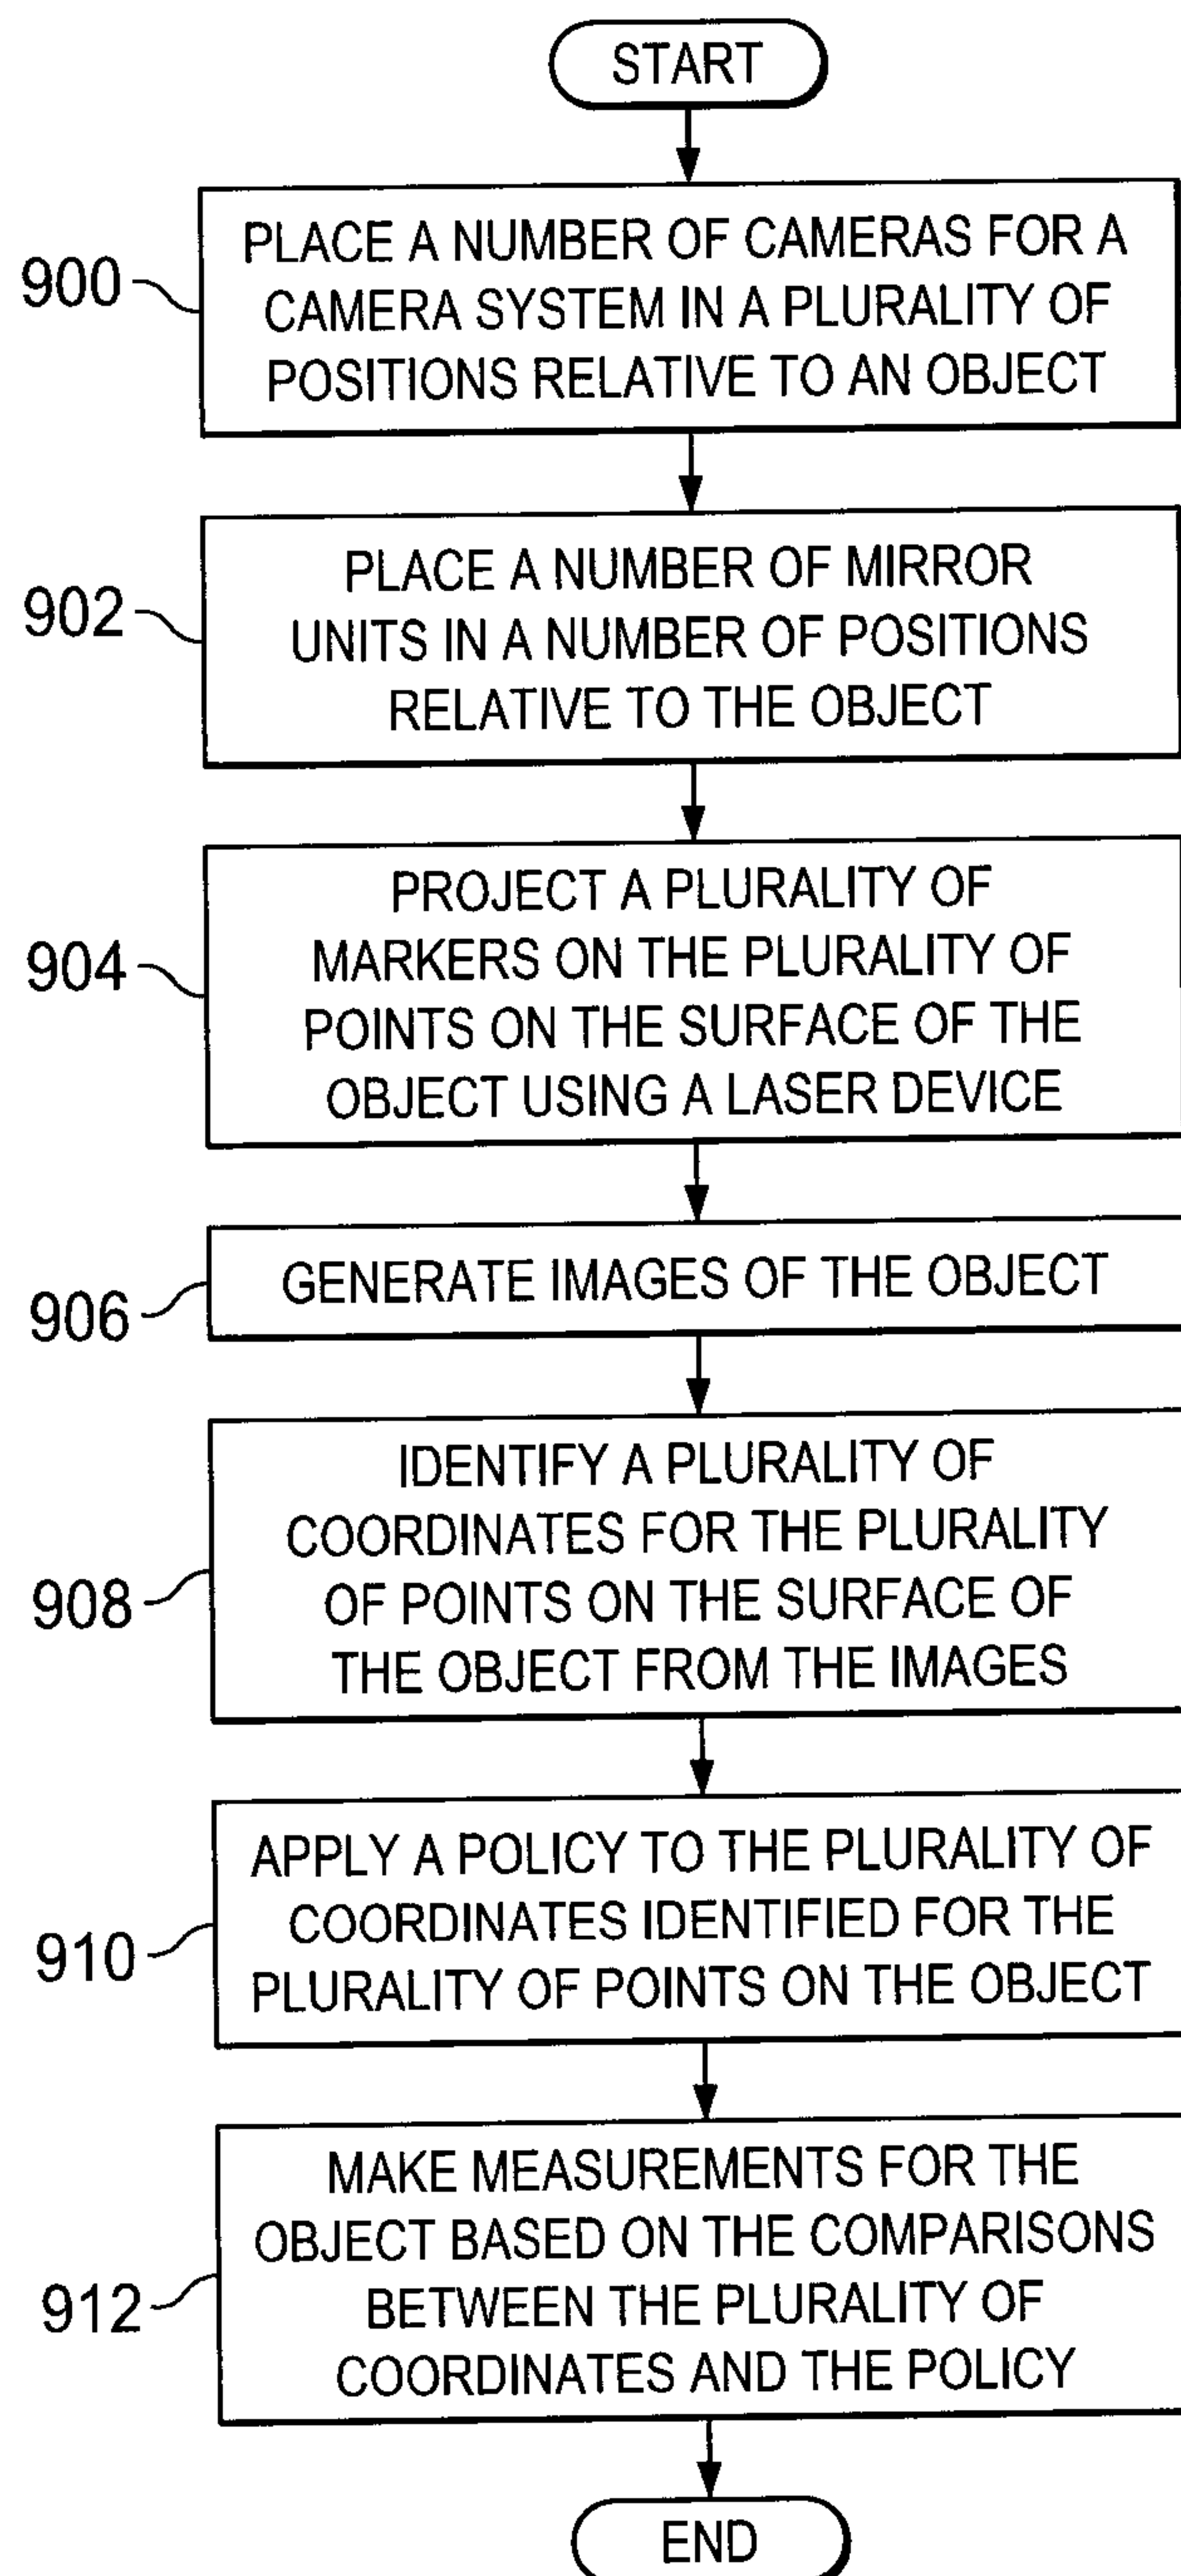 START
900
PLACE A NUMBER OF CAMERAS FOR A
CAMERA SYSTEM IN A PLURALITY OF
POSITIONS RELATIVE TO AN OBJECT
902
PLACE A NUMBER OF MIRROR
UNITS IN A NUMBER OF POSITIONS
RELATIVE TO THE OBJECT
904
PROJECT A PLURALITY OF
MARKERS ON THE PLURALITY OF
POINTS ON THE SURFACE OF THE
OBJECT USING A LASER DEVICE
906
GENERATE IMAGES OF THE OBJECT
908
IDENTIFY A PLURALITY OF
COORDINATES FOR THE PLURALITY
OF POINTS ON THE SURFACE OF
THE OBJECT FROM THE IMAGES
910
APPLY A POLICY TO THE PLURALITY OF
COORDINATES IDENTIFIED FOR THE
PLURALITY OF POINTS ON THE OBJECT
912
MAKE MEASUREMENTS FOR THE
OBJECT BASED ON THE COMPARISONS
BETWEEN THE PLURALITY OF
COORDINATES AND THE POLICY
END